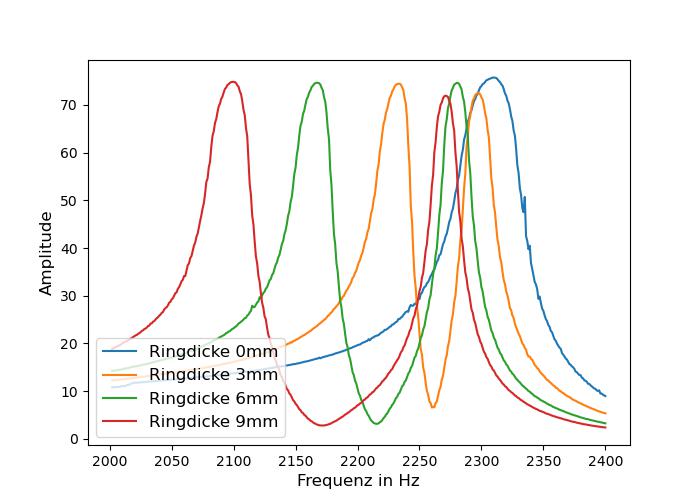 Amplitude
70
60
50
40
30
20
10
0
Ringdicke 0mm
Ringdicke 3mm
Ringdicke 6mm
Ringdicke 9mm
2000 2050 2100 2150 2200 2250 2300 2350 2400
Frequenz in Hz